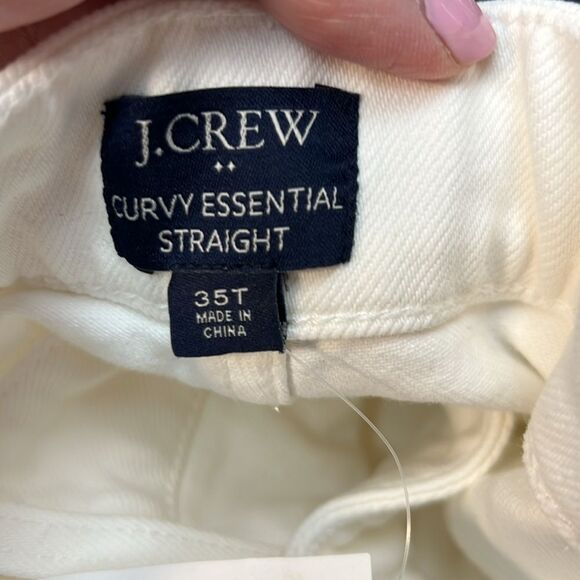 J.CREW
CURVY ESSENTIAL
STRAIGHT
35T
MADE IN
CHINA